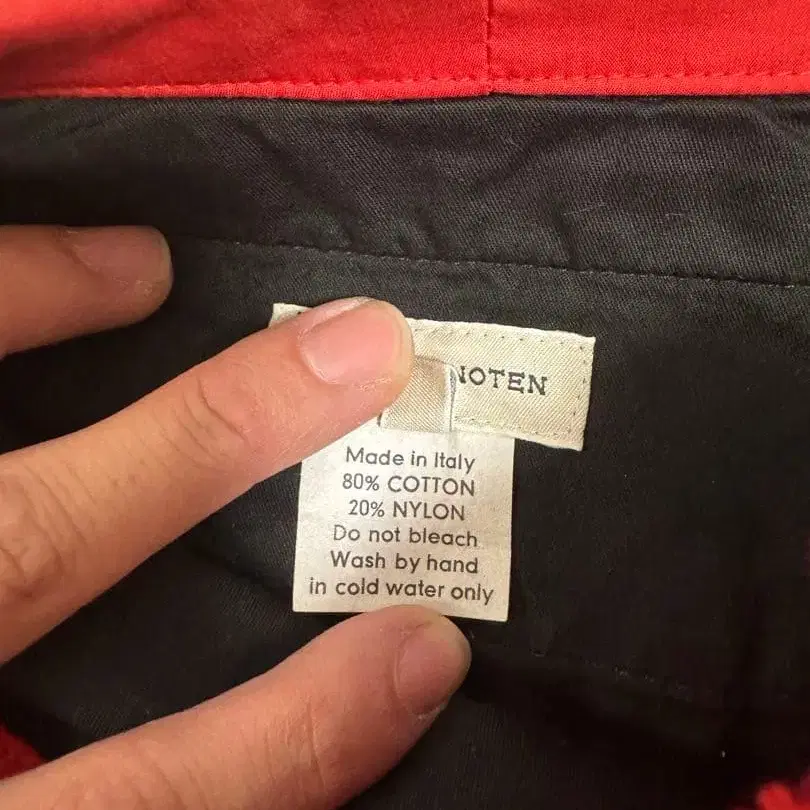 NOTEN
Made in Italy
80% COTTON
20% NYLON
Do not bleach
Wash by hand
in cold water only